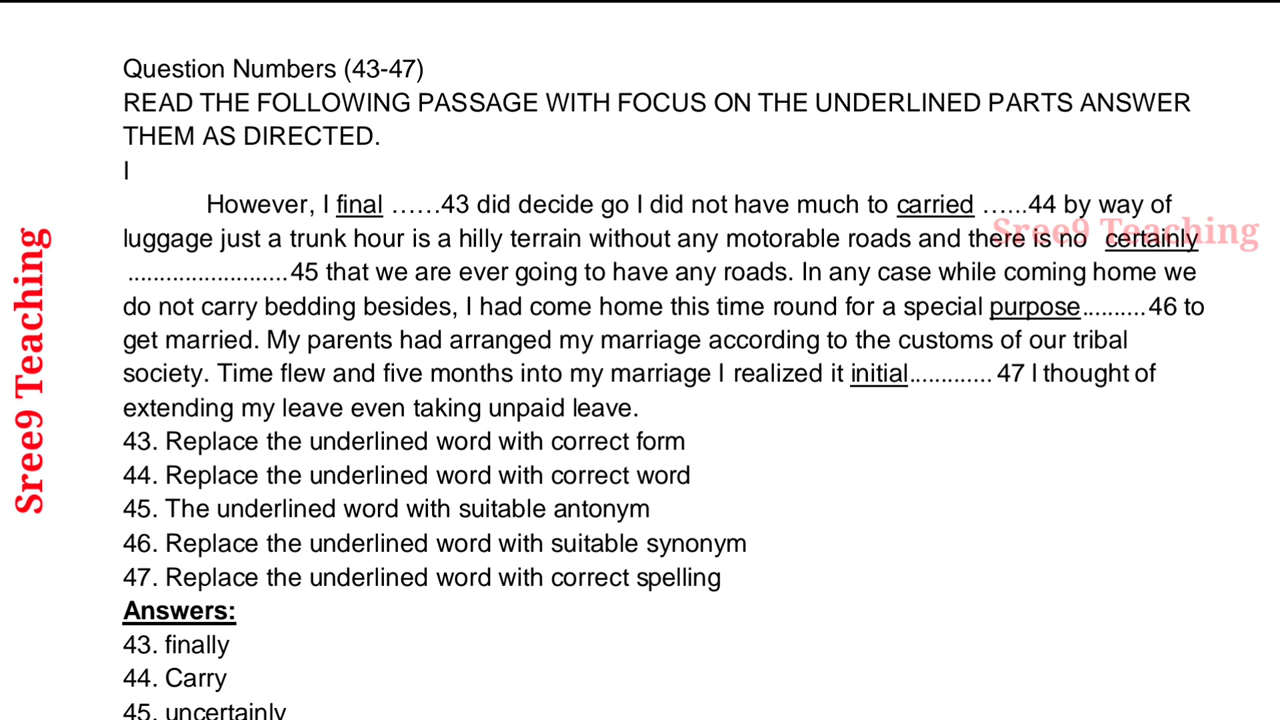 Question Numbers (43-47)
READ THE FOLLOWING PASSAGE WITH FOCUS ON THE UNDERLINED PARTS ANSWER
THEM AS DIRECTED.
I
However, I final ……43 did decide go I did not have much to carried …...44 by way of
luggage just a trunk hour is a hilly terrain without any motorable roads and there is no certainly
.........................45 that we are ever going to have any roads. In any case while coming home we
do not carry bedding besides, I had come home this time round for a special purpose..........46 to
get married. My parents had arranged my marriage according to the customs of our tribal
society. Time flew and five months into my marriage I realized it initial............. 47 I thought of
extending my leave even taking unpaid leave.
43. Replace the underlined word with correct form
44. Replace the underlined word with correct word
45. The underlined word with suitable antonym
46. Replace the underlined word with suitable synonym
47. Replace the underlined word with correct spelling
Answers:
43. finally
44. Carry
45. uncertainly
Sree9 Teaching
Sree9 Teaching